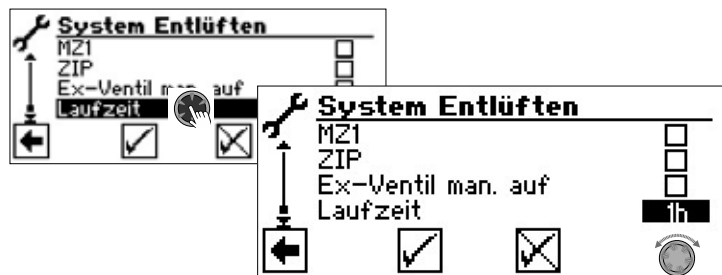 System Entlüften
MZ1
ZIP
Ex-Ventil man. auf
Laufzeit
System Entlüften
MZ1
ZIP
Ex-Ventil man. auf
Laufzeit 1h